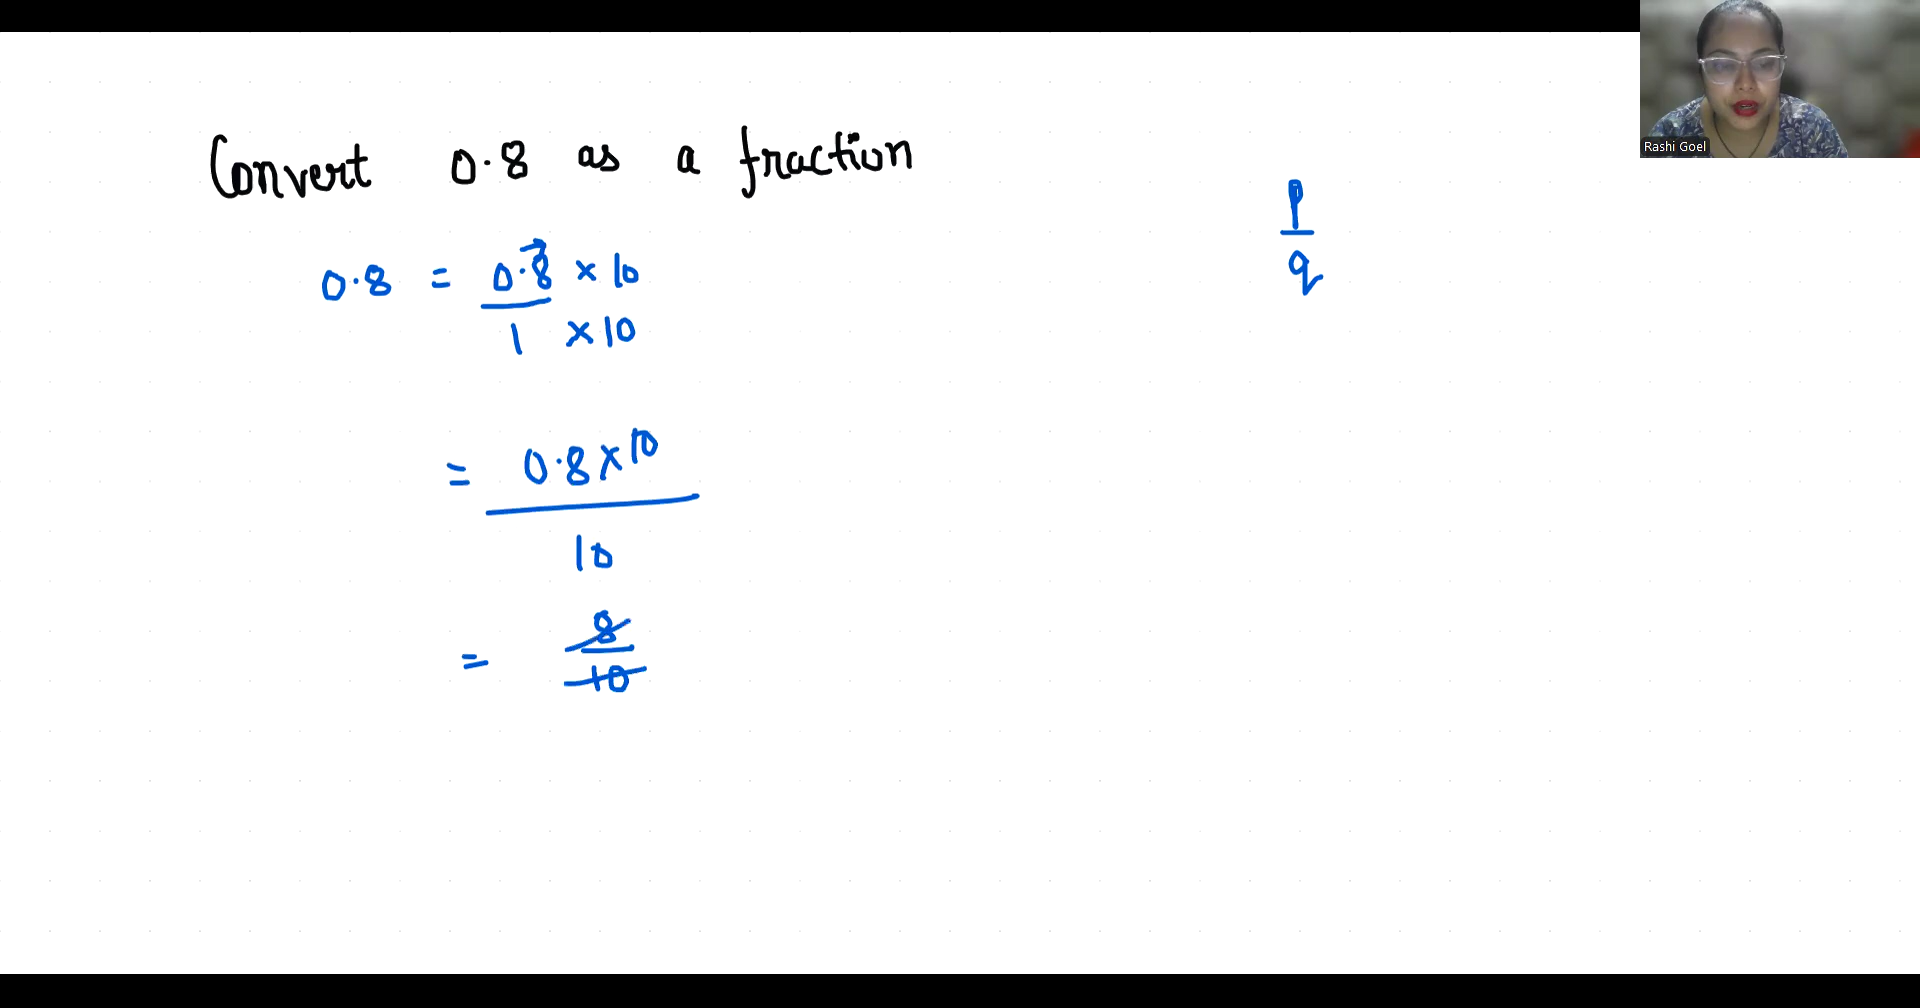 Rashi Goel
Convert 0.8 as a fraction
p
q
0.8 = 0.8 × 10
1 × 10
= 0.8 × 10
10
= 8
10